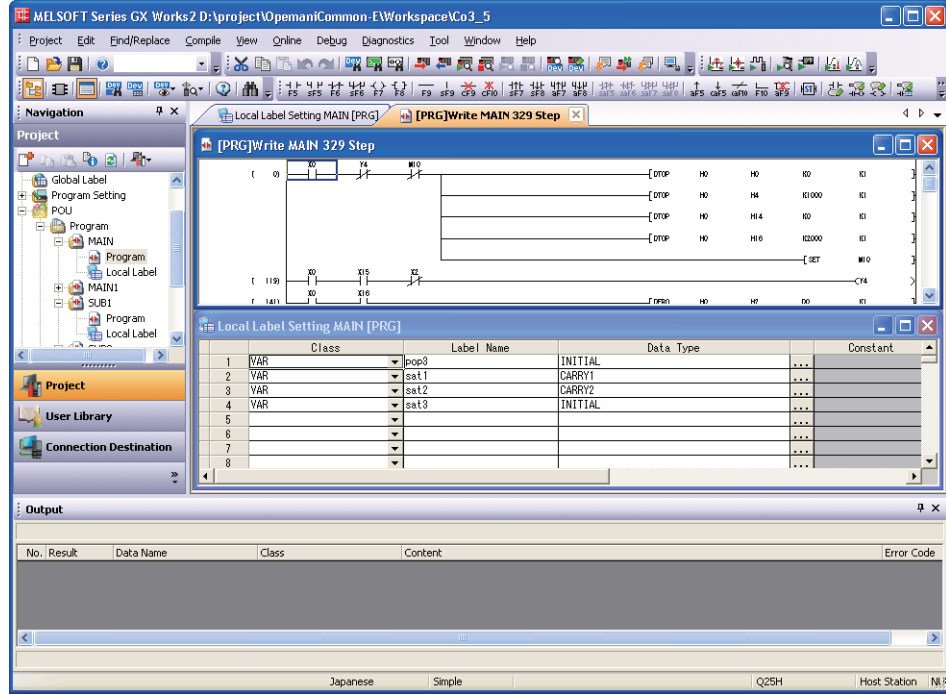 MELSOFT Series GX Works2 D:\project\OpemaniCommon-E\Workspace\Co3_5
Project Edit Find/Replace Compile View Online Debug Diagnostics Tool Window Help
Navigation
Project
Global Label
Program Setting
POU
Program
MAIN
Program
Local Label
MAIN1
SUB1
Program
Local Label
Project
User Library
Connection Destination
Local Label Setting MAIN [PRG]
[PRG]Write MAIN 329 Step
[PRG]Write MAIN 329 Step
X0 Y4 M10
( 0) [ DTOP H0 H0 K0 K1 ]
[ DTOP H0 H4 K1000 K1 ]
[ DTOP H0 H14 K0 K1 ]
[ DTOP H0 H16 K2000 K1 ]
[ SET M10 ]
X0 X15 X2
( 119) (Y4 )
X0 X16
( 141) [ DFRO H0 H? D0 K1 ]
Local Label Setting MAIN [PRG]
Class Label Name Data Type Constant
1 VAR pop3 INITIAL ...
2 VAR sat1 CARRY1 ...
3 VAR sat2 CARRY2 ...
4 VAR sat3 INITIAL ...
5 ...
6 ...
7 ...
8 ...
Output
No. Result Data Name Class Content Error Code
Japanese Simple Q25H Host Station